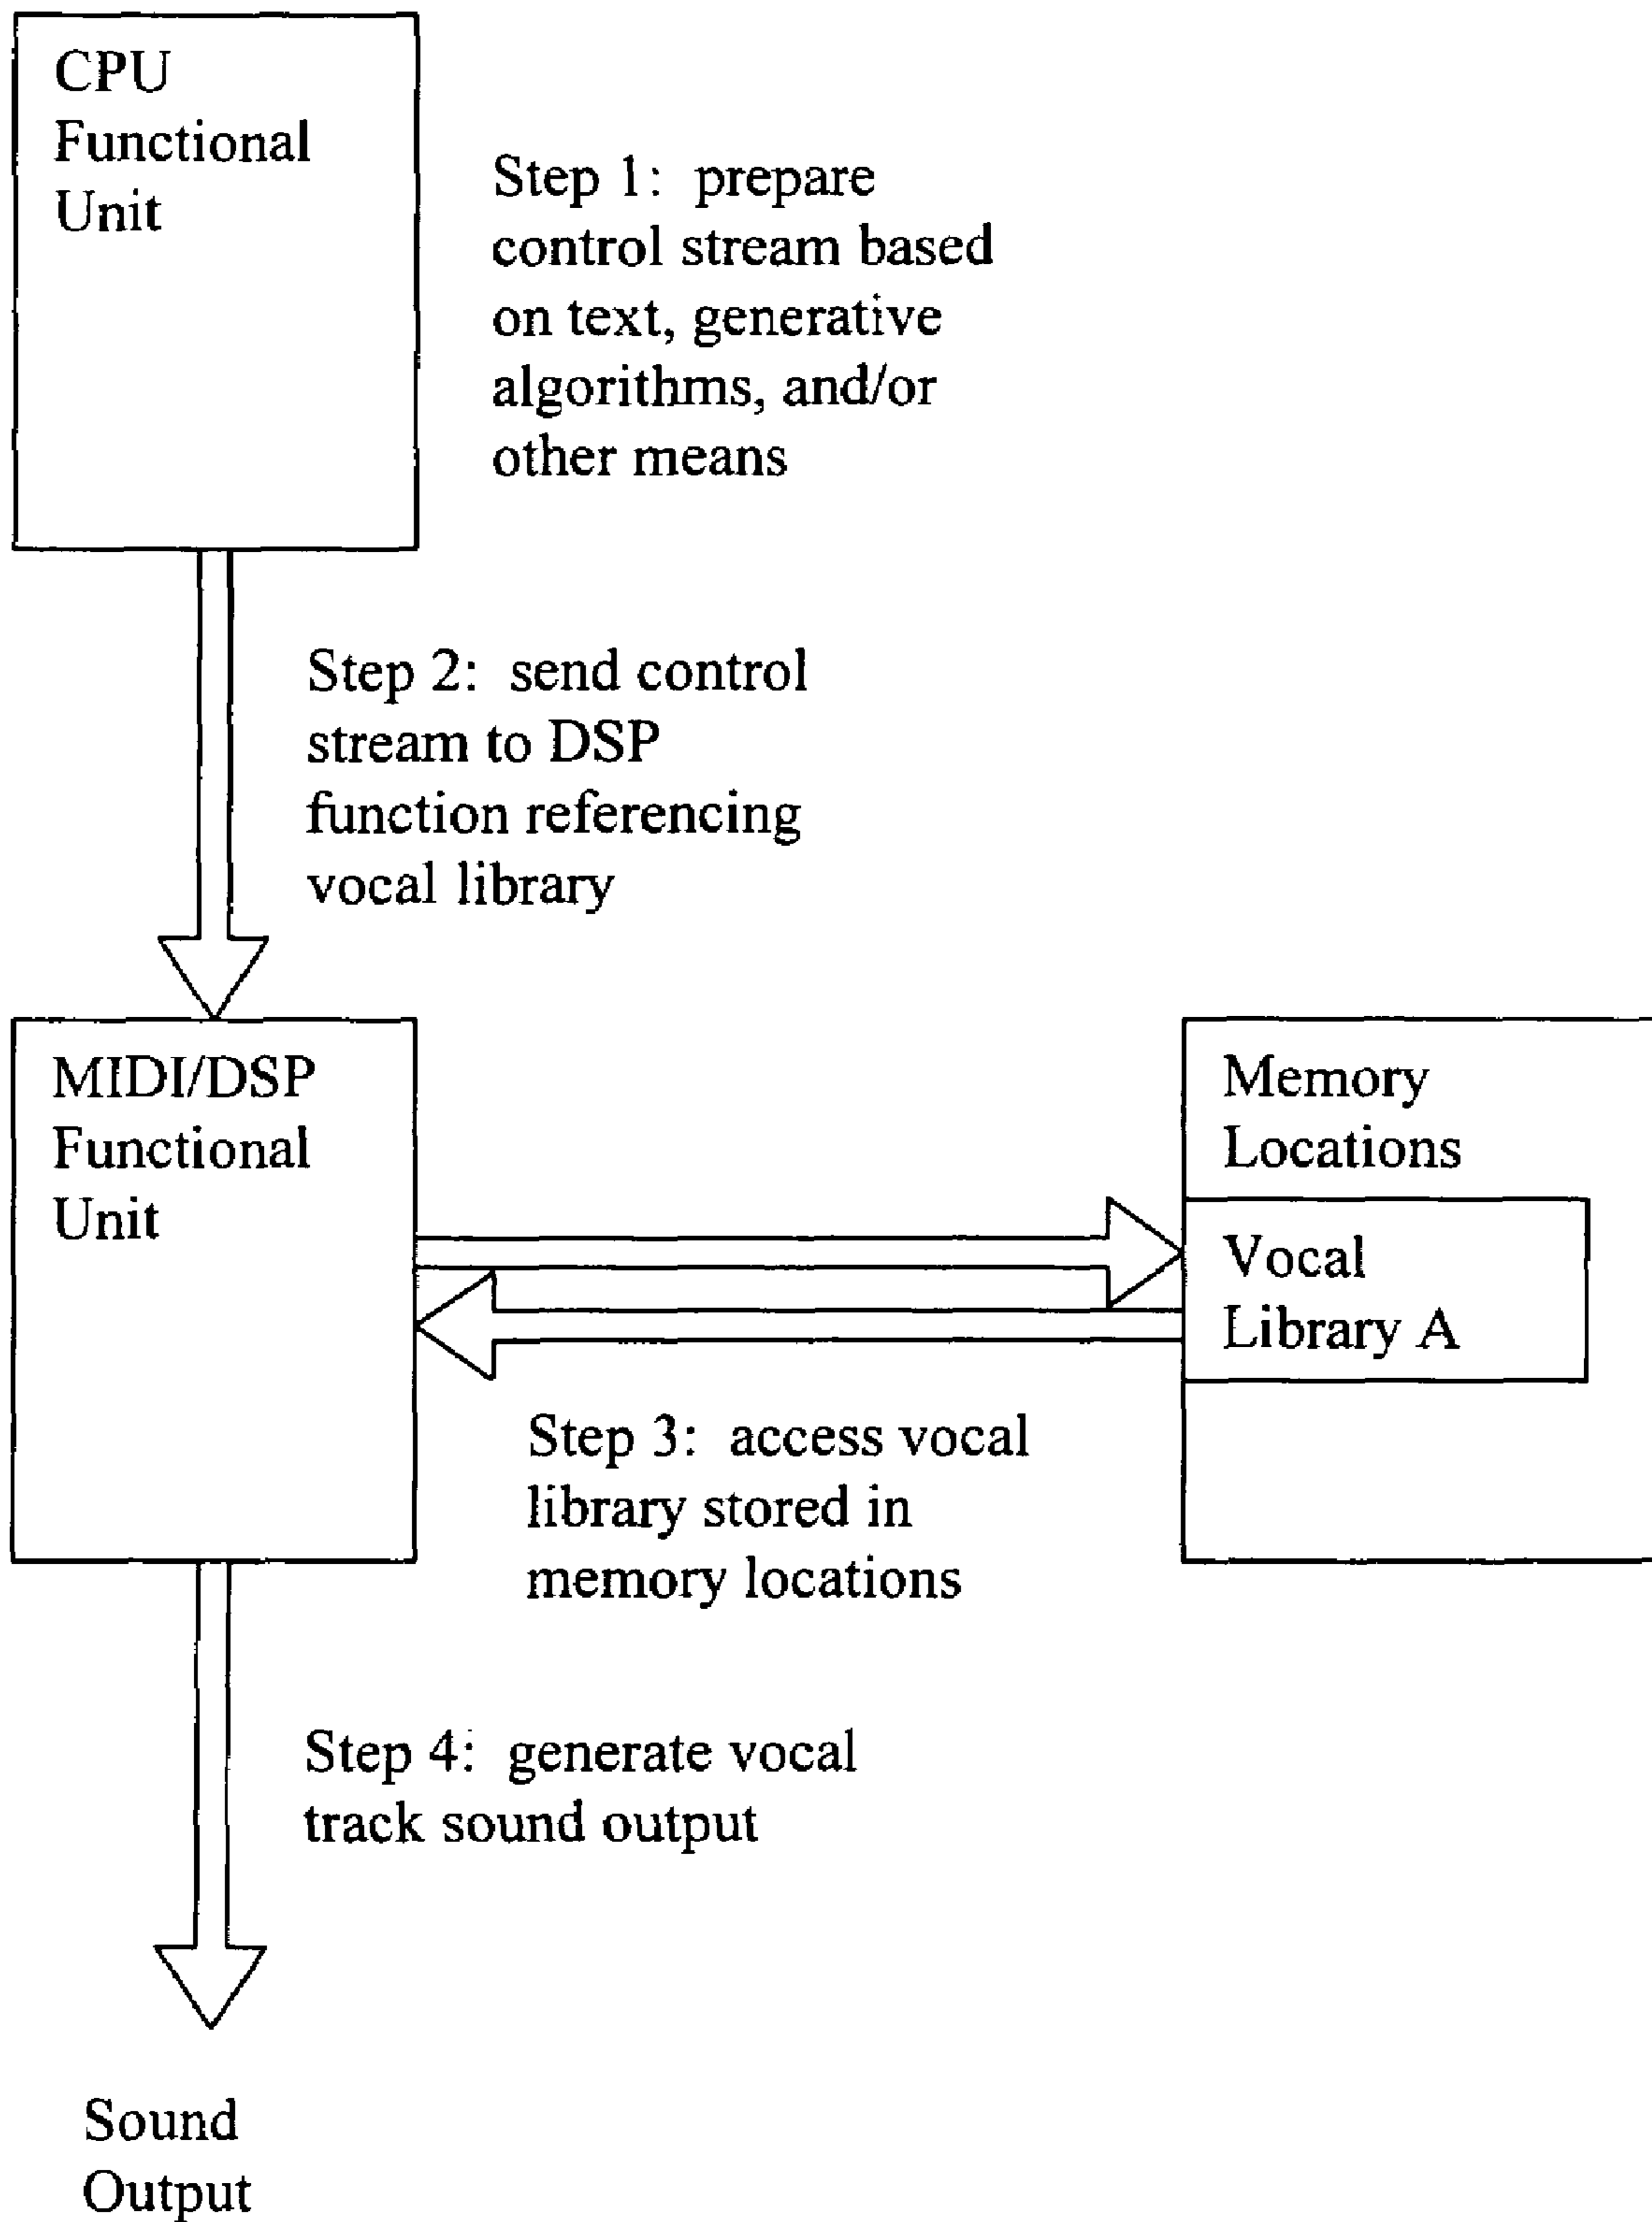 CPU
Functional
Unit
Step 1: prepare
control stream based
on text, generative
algorithms, and/or
other means
Step 2: send control
stream to DSP
function referencing
vocal library
MIDI/DSP
Functional
Unit
Memory
Locations
Vocal
Library A
Step 3: access vocal
library stored in
memory locations
Step 4: generate vocal
track sound output
Sound
Output